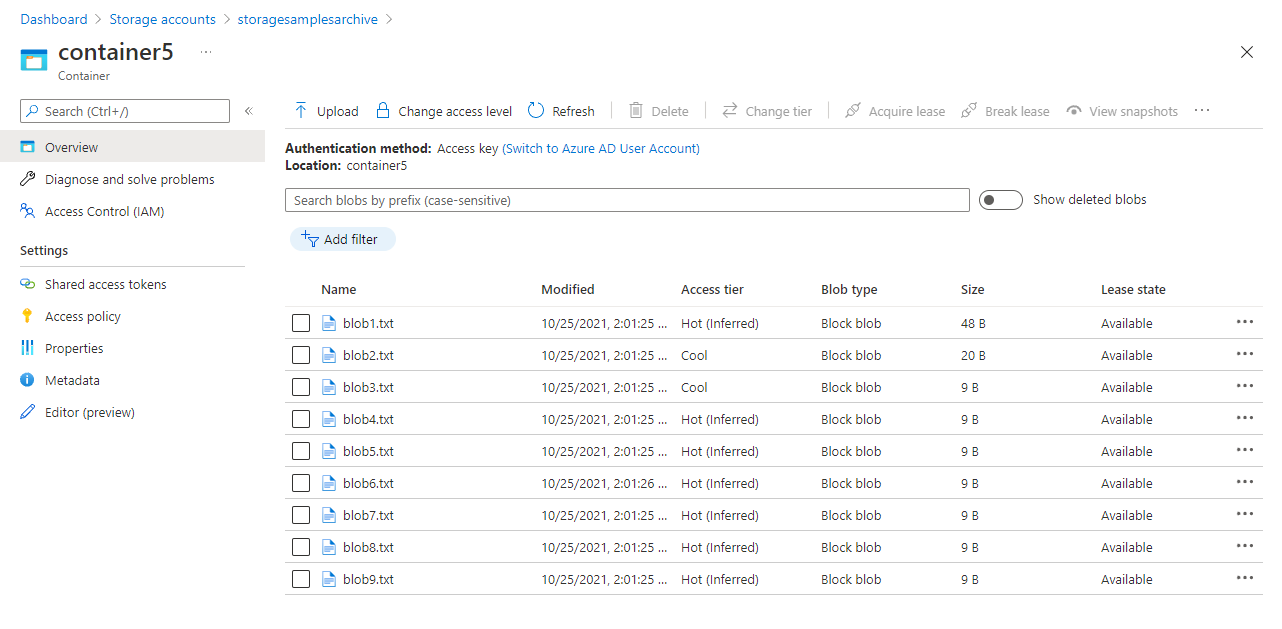 Dashboard > Storage accounts > storagesamplesarchive >
container5 ...
Container
Search (Ctrl+/) «
Upload Change access level Refresh Delete Change tier Acquire lease Break lease View snapshots ...
Overview
Diagnose and solve problems
Access Control (IAM)
Settings
Shared access tokens
Access policy
Properties
Metadata
Editor (preview)
Authentication method: Access key (Switch to Azure AD User Account)
Location: container5
Search blobs by prefix (case-sensitive) Show deleted blobs
Add filter
Name Modified Access tier Blob type Size Lease state
blob1.txt 10/25/2021, 2:01:25 ... Hot (Inferred) Block blob 48 B Available ...
blob2.txt 10/25/2021, 2:01:25 ... Cool Block blob 20 B Available ...
blob3.txt 10/25/2021, 2:01:25 ... Cool Block blob 9 B Available ...
blob4.txt 10/25/2021, 2:01:25 ... Hot (Inferred) Block blob 9 B Available ...
blob5.txt 10/25/2021, 2:01:25 ... Hot (Inferred) Block blob 9 B Available ...
blob6.txt 10/25/2021, 2:01:26 ... Hot (Inferred) Block blob 9 B Available ...
blob7.txt 10/25/2021, 2:01:25 ... Hot (Inferred) Block blob 9 B Available ...
blob8.txt 10/25/2021, 2:01:25 ... Hot (Inferred) Block blob 9 B Available ...
blob9.txt 10/25/2021, 2:01:25 ... Hot (Inferred) Block blob 9 B Available ...